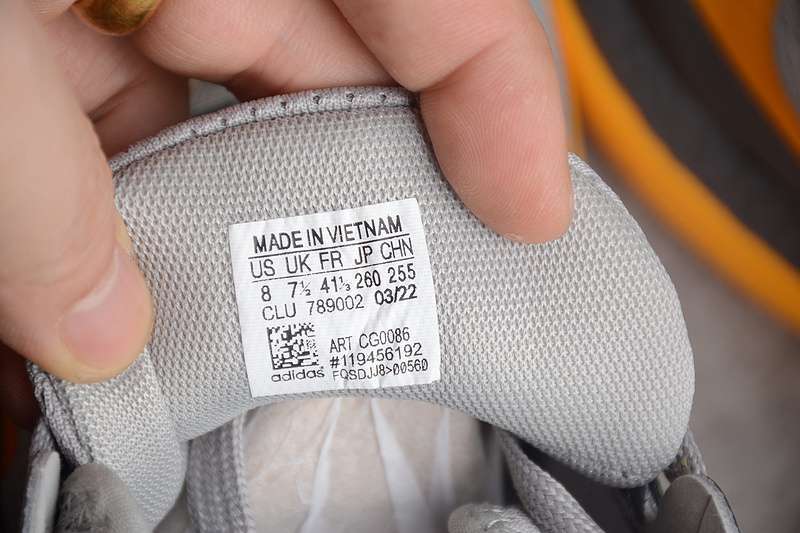 MADE IN VIETNAM
US UK FR JP CHN
8 7½ 41⅓ 260 255
CLU 789002 03/22
ART CG0086
#119456192
adidas
FQSDJJ8>00560